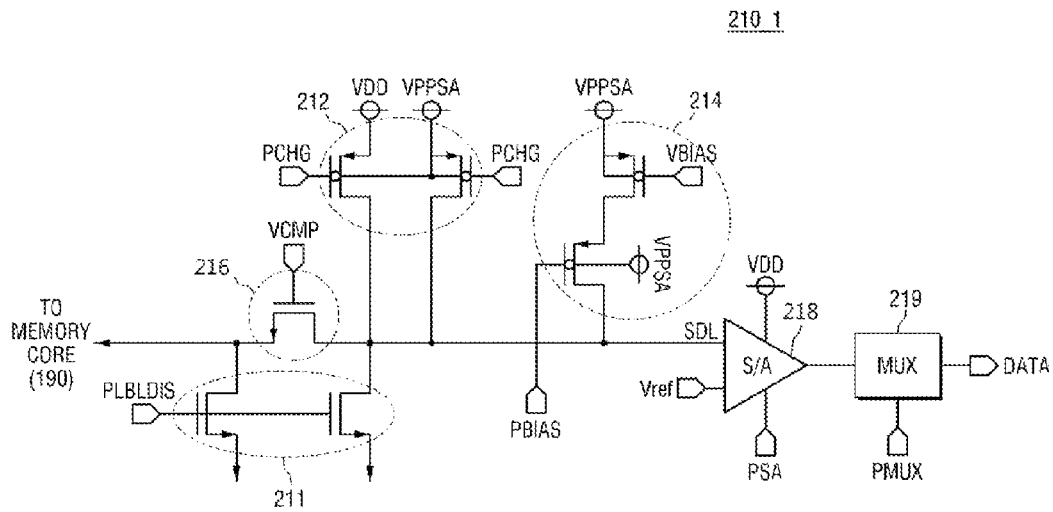 210_1
VDD
VPPSA
VPPSA
212
214
PCHG
PCHG
VBIAS
VCMP
216
VPPSA
VDD
218
219
TO
MEMORY
CORE
(190)
SDL
S/A
MUX
DATA
Vref
PLBLDIS
PBIAS
PSA
PMUX
211